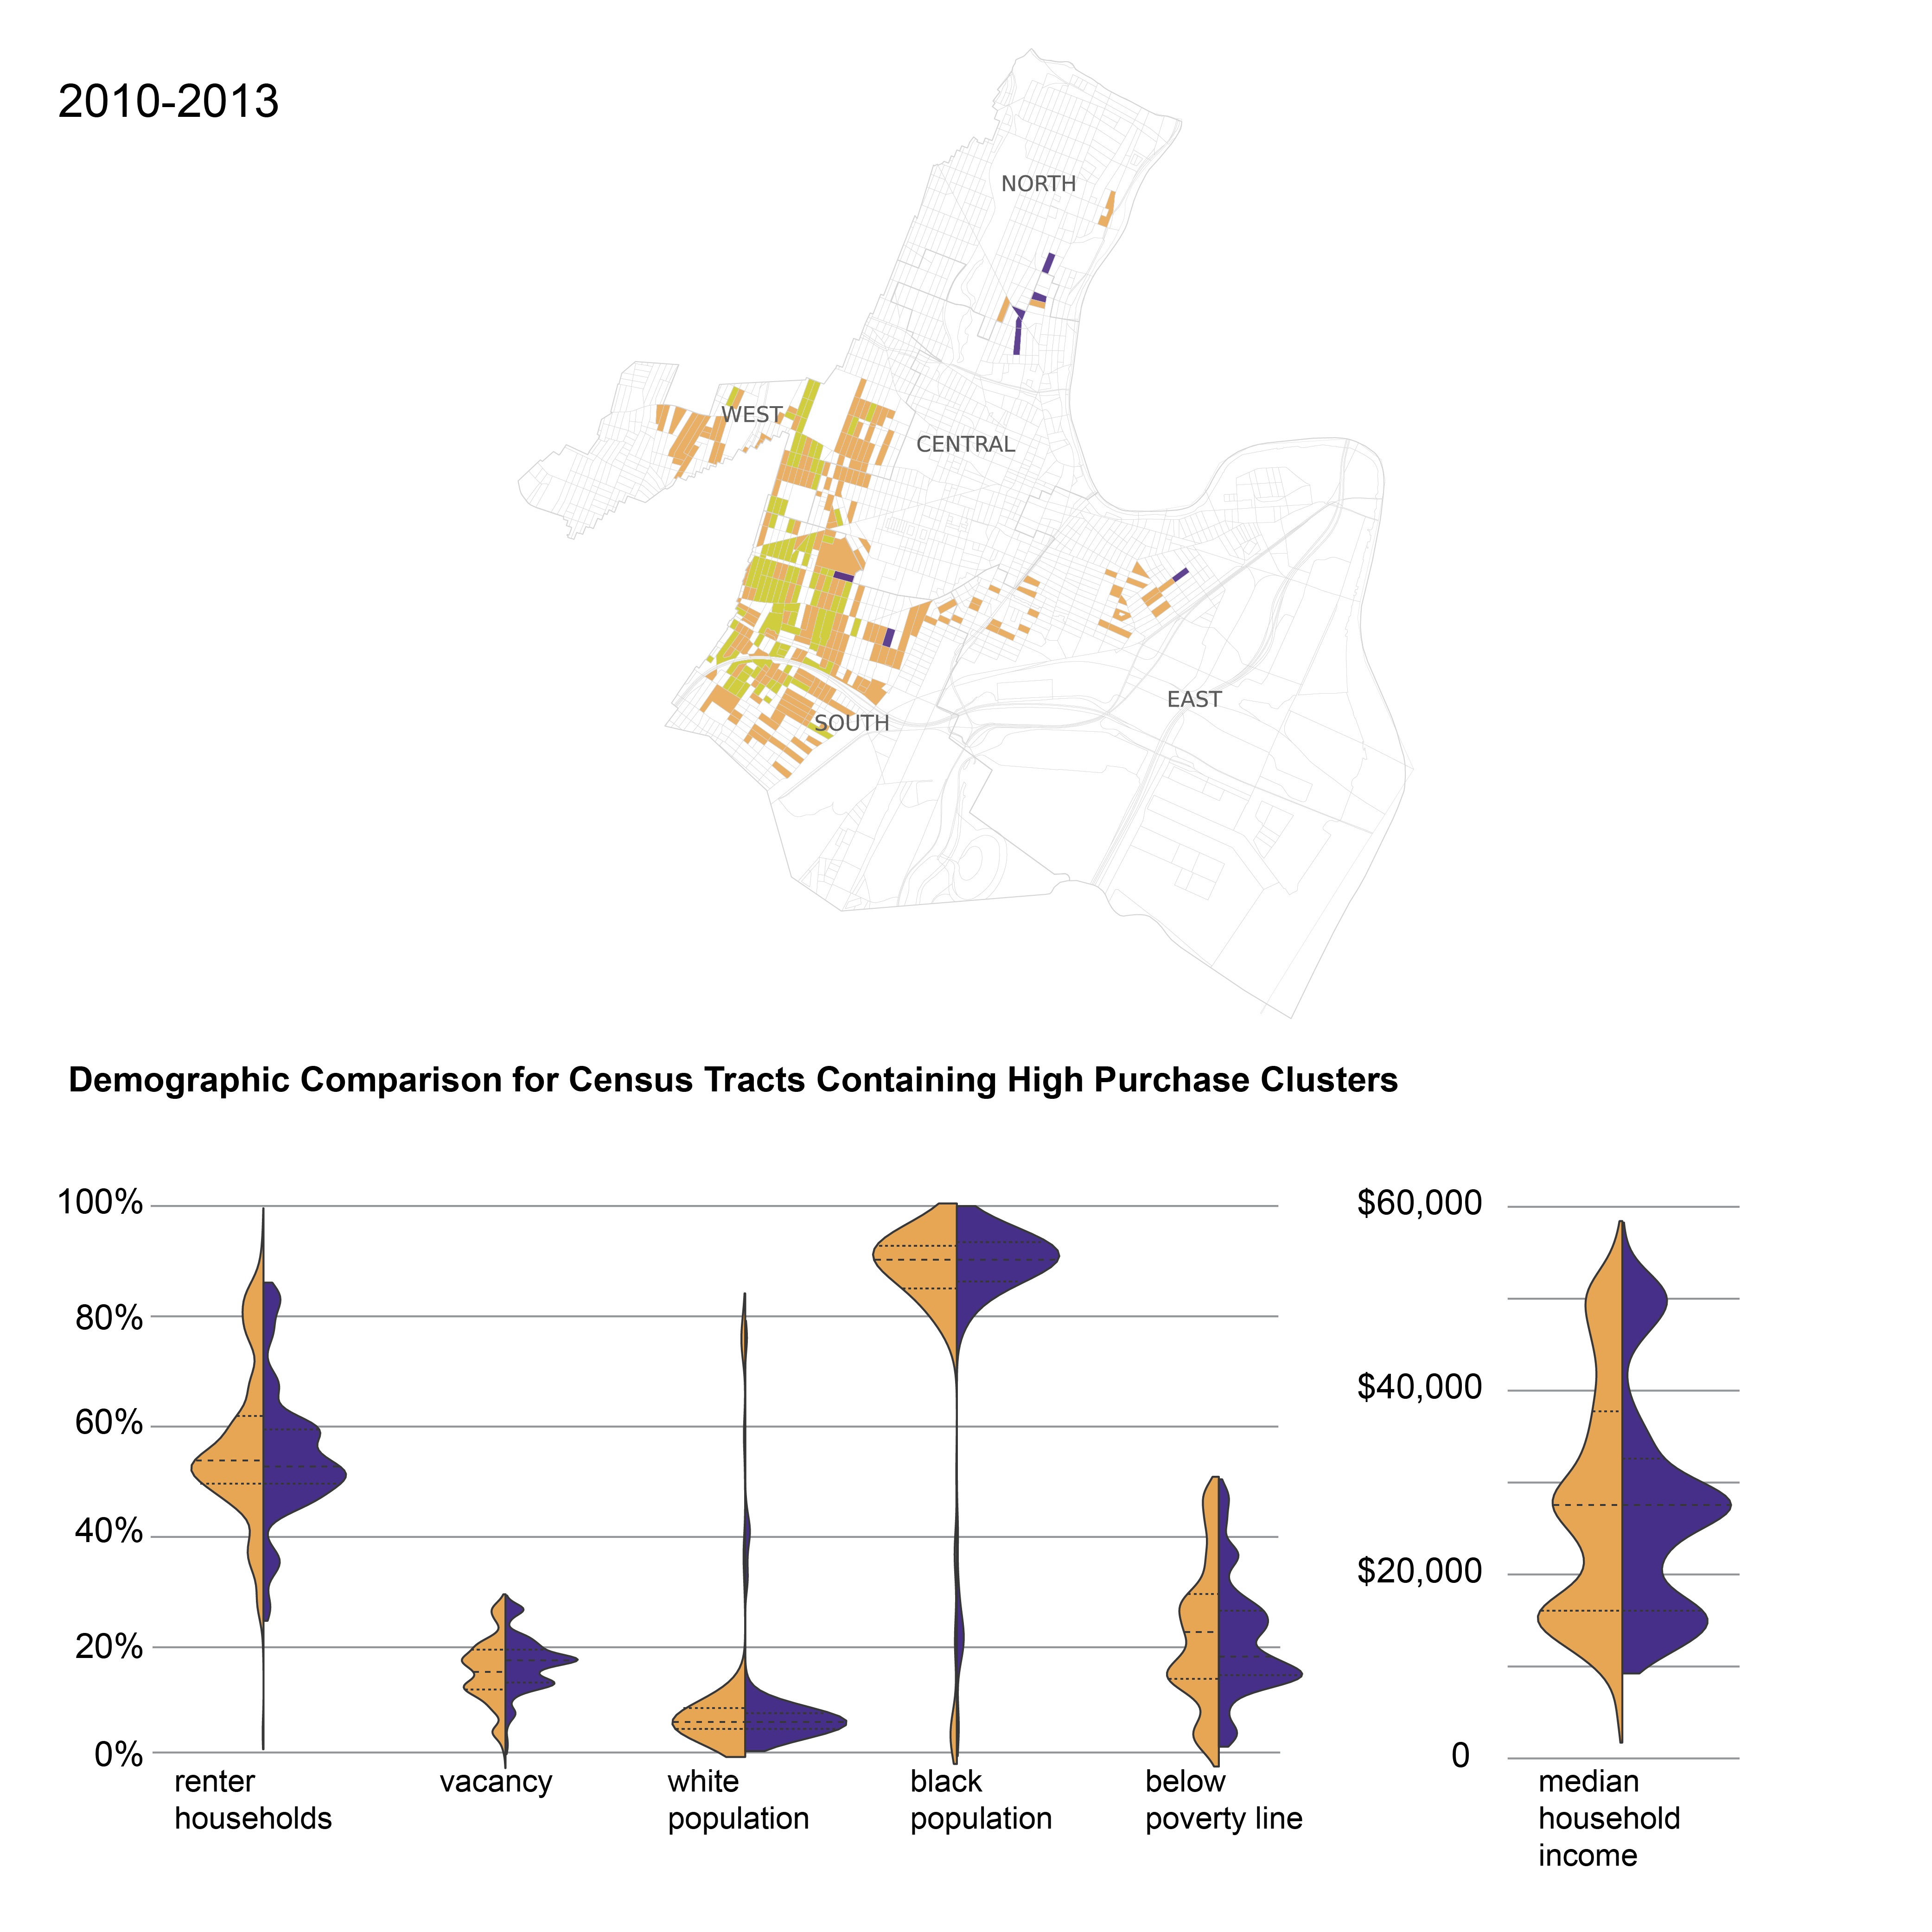 2010-2013
NORTH
WEST
CENTRAL
EAST
SOUTH
Demographic Comparison for Census Tracts Containing High Purchase Clusters
100%
80%
60%
40%
20%
0%
$60,000
$40,000
$20,000
0
renter
households
vacancy
white
population
black
population
below
poverty line
median
household
income